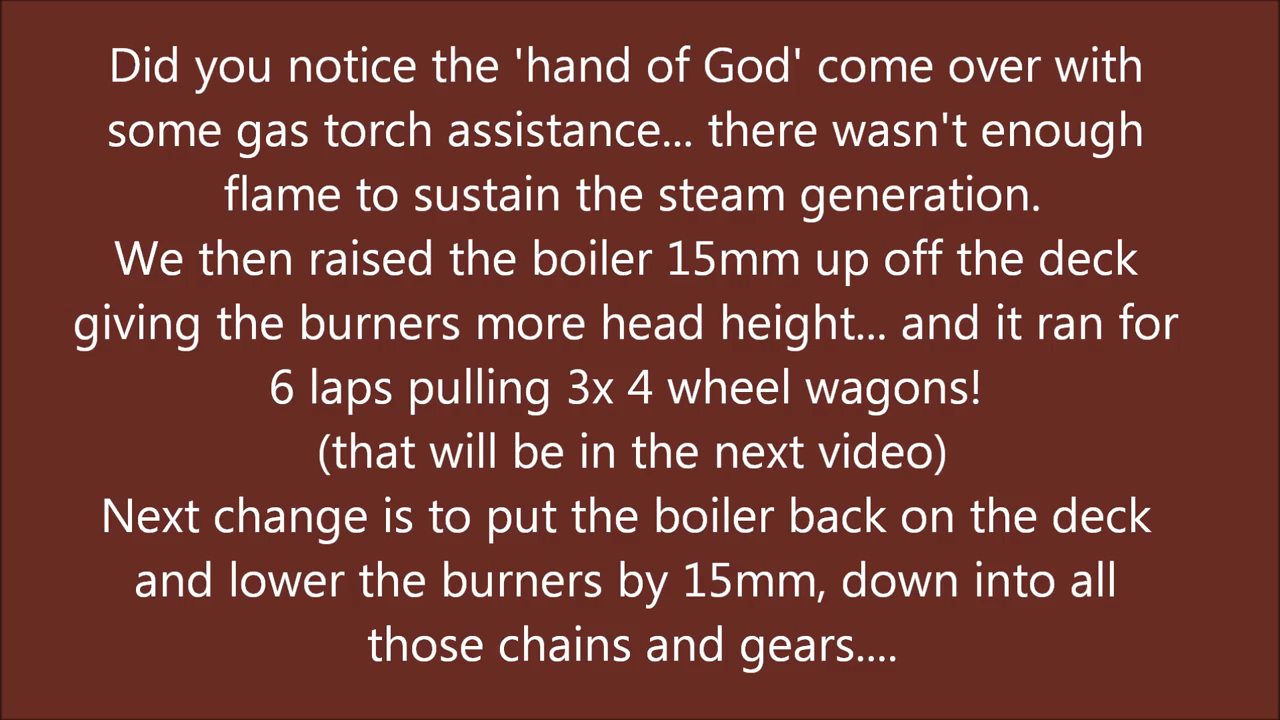 Did you notice the 'hand of God' come over with
some gas torch assistance... there wasn't enough
flame to sustain the steam generation.
We then raised the boiler 15mm up off the deck
giving the burners more head height... and it ran for
6 laps pulling 3x 4 wheel wagons!
(that will be in the next video)
Next change is to put the boiler back on the deck
and lower the burners by 15mm, down into all
those chains and gears....